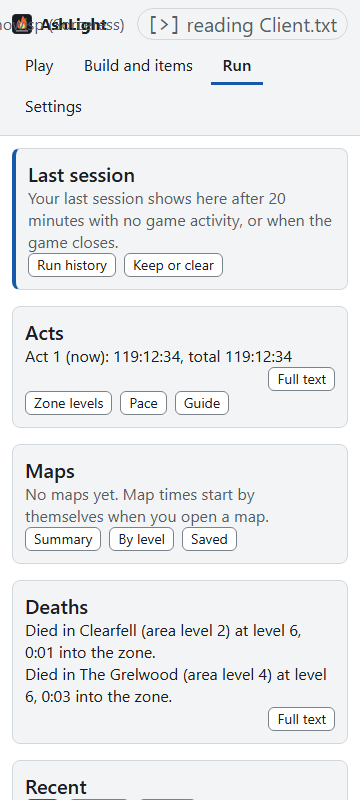 Ashlight
[>] reading Client.txt
Play
Build and items
Run
Settings
Last session
Your last session shows here after 20
minutes with no game activity, or when the
game closes.
Run history
Keep or clear
Acts
Act 1 (now): 119:12:34, total 119:12:34
Full text
Zone levels
Pace
Guide
Maps
No maps yet. Map times start by
themselves when you open a map.
Summary
By level
Saved
Deaths
Died in Clearfell (area level 2) at level 6,
0:01 into the zone.
Died in The Grelwood (area level 4) at level
6, 0:03 into the zone.
Full text
Recent